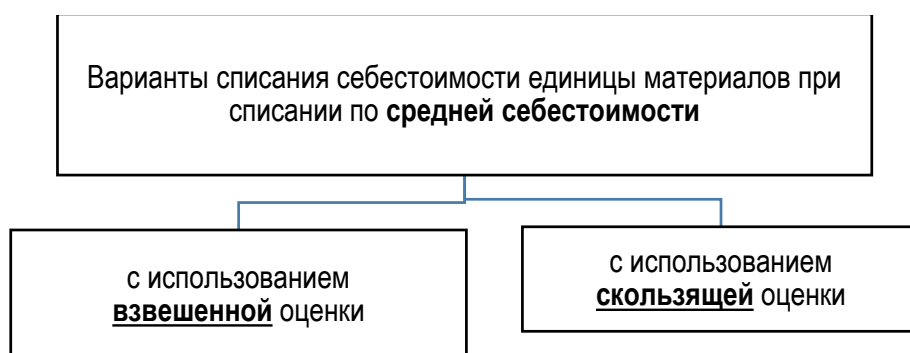 Варианты списания себестоимости единицы материалов при
списании по средней себестоимости
с использованием
взвешенной оценки
с использованием
скользящей оценки